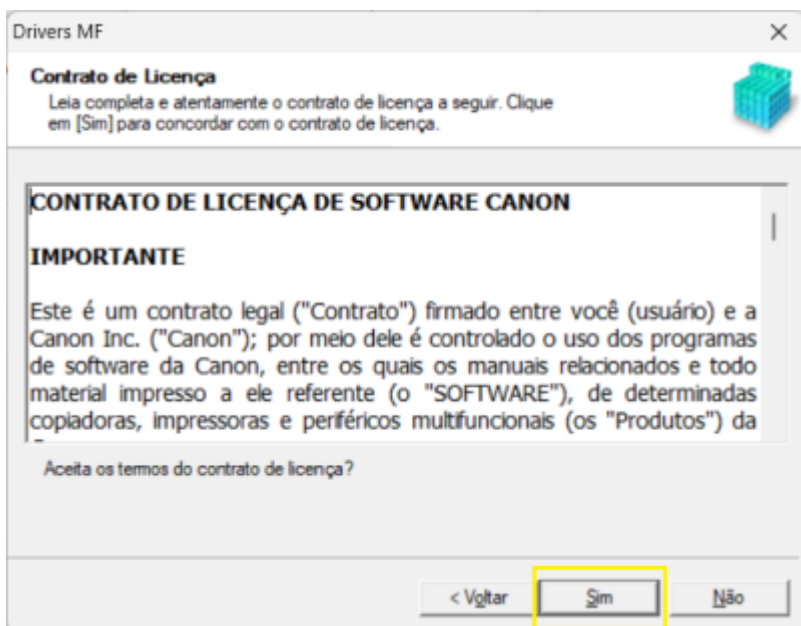 Drivers MF
Contrato de Licença
Leia completa e atentamente o contrato de licença a seguir. Clique
em [Sim] para concordar com o contrato de licença.
CONTRATO DE LICENÇA DE SOFTWARE CANON
IMPORTANTE
Este é um contrato legal ("Contrato") firmado entre você (usuário) e a
Canon Inc. ("Canon"); por meio dele é controlado o uso dos programas
de software da Canon, entre os quais os manuais relacionados e todo
material impresso a ele referente (o "SOFTWARE"), de determinadas
copiadoras, impressoras e periféricos multifuncionais (os "Produtos") da
Aceita os termos do contrato de licença?
< Voltar
Sim
Não